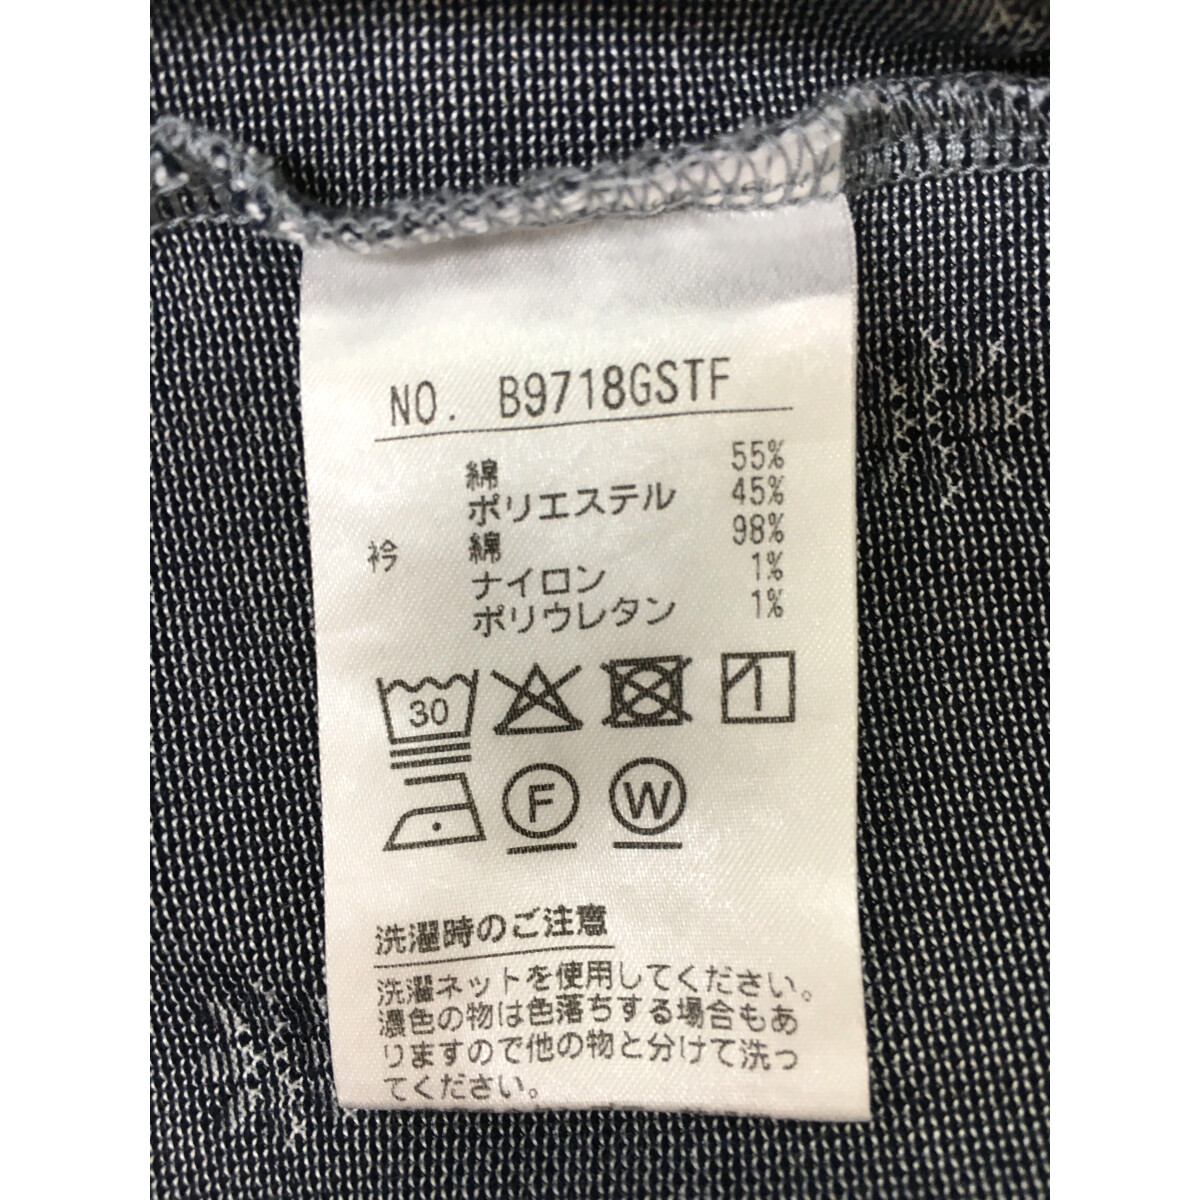 NO. B9718GSTF
綿 55%
ポリエステル 45%
衿 綿 98%
ナイロン 1%
ポリウレタン 1%
30
F W
洗濯時のご注意
洗濯ネットを使用してください。
濃色の物は色落ちする場合もあ
りますので他の物と分けて洗っ
てください。